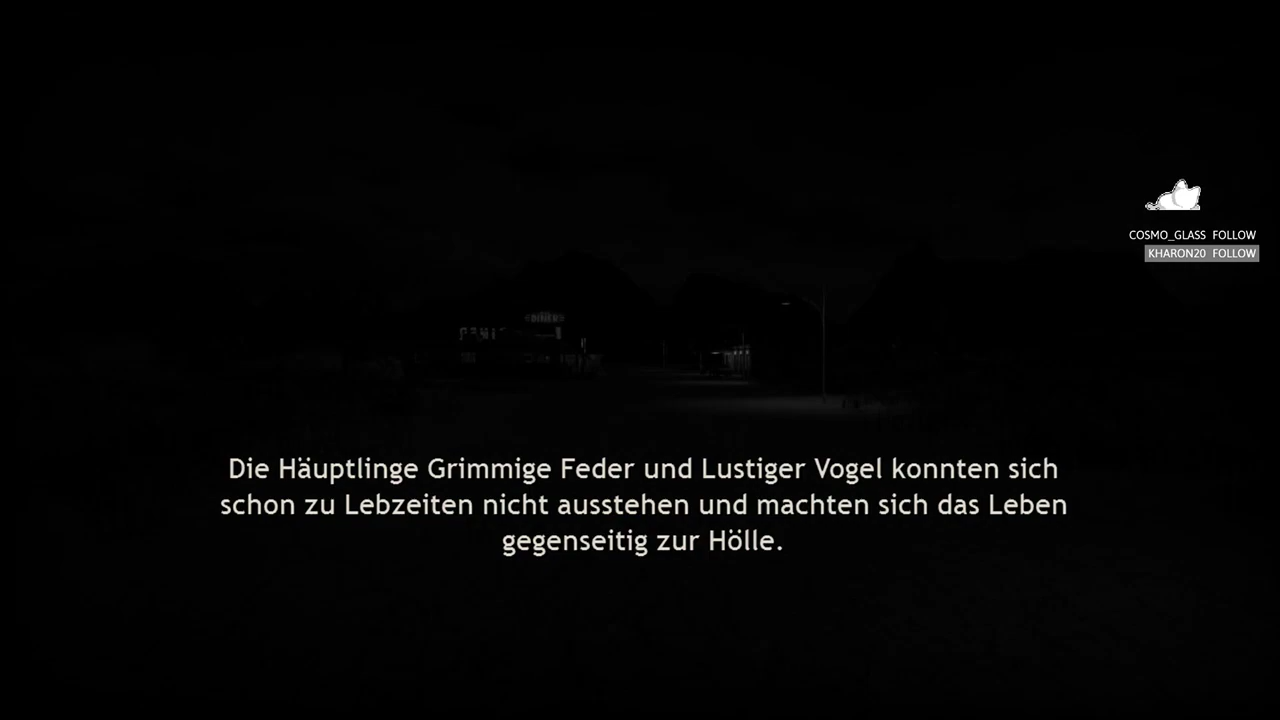 COSMO_GLASS FOLLOW
KHARON20 FOLLOW
Die Häuptlinge Grimmige Feder und Lustiger Vogel konnten sich
schon zu Lebzeiten nicht ausstehen und machten sich das Leben
gegenseitig zur Hölle.